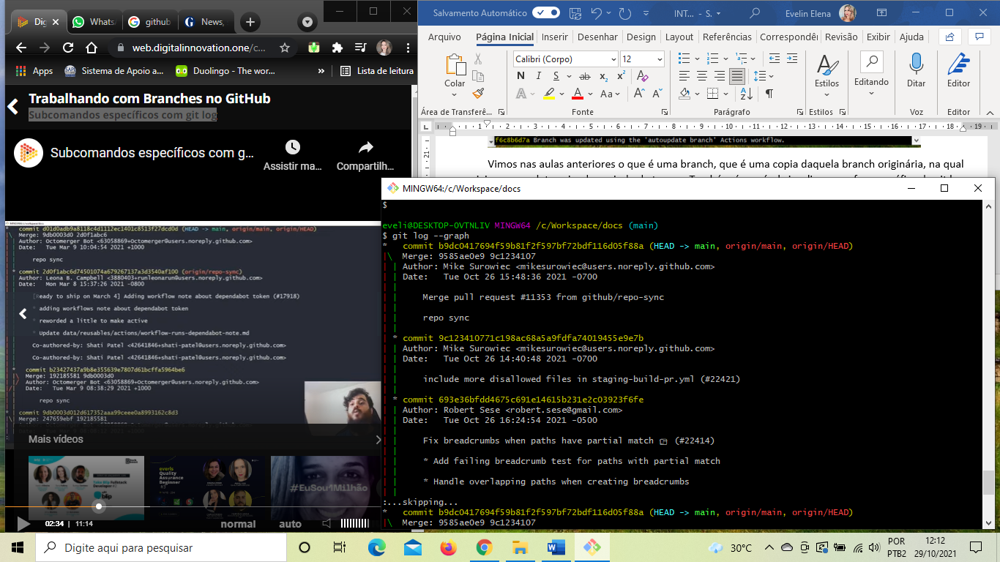 Dig
Whats
github
News,
web.digitalinnovation.one/c...
Apps
Sistema de Apoio a...
Duolingo - The wor...
»
Lista de leitura
Trabalhando com Branches no GitHub
Subcomandos específicos com git log
Subcomandos específicos com g...
Assistir ma...
Compartilh...
commit d01d0adb9a8118c4d1112ec1401c8513f27dcd0d (HEAD -> main, origin/main, origin/HEAD)
Merge: 9db0003d0 2d0f1abc6
Author: Octomerger Bot <63058869+Octomerger@users.noreply.github.com>
Date: Tue Mar 9 10:04:54 2021 +1000
repo sync
* commit 2d0f1abc6d74501074a679267137a3d3540af100 (origin/repo-sync)
Author: Leona B. Campbell <3880403+runleonarun@users.noreply.github.com>
Date: Mon Mar 8 15:37:26 2021 -0800
[Ready to ship on March 4] Adding workflow note about dependabot token (#17918)
* adding workflows note about dependabot token
* reworded a little to make active
* Update data/reusables/actions/workflow-runs-dependabot-note.md
Co-authored-by: Shati Patel <42641846+shati-patel@users.noreply.github.com>
Co-authored-by: Shati Patel <42641846+shati-patel@users.noreply.github.com>
* commit b23427437a9b8e355639e7807d61bcffa5964be6
Merge: 192185581 9db0003d0
Author: Octomerger Bot <63058869+Octomerger@users.noreply.github.com>
Date: Tue Mar 9 08:38:29 2021 +1000
repo sync
* commit 9db0003d012d617352aaa99ceee0a8993162c8d3
Merge: 247659ebf 192185581
Mais vídeos
everis
Quality
Assurance
Beginner
#EuSou1Milhão
02:34 | 11:14
normal
auto
Salvamento Automático
INT... - S.
Evelin Elena
Arquivo Página Inicial Inserir Desenhar Design Layout Referências Correspondê Revisão Exibir Ajuda
Colar
Calibri (Corpo) 12
N I S ab x₂ x²
A Aa A A
Estilos
Editando
Ditar
Editor
Área de Transferê...
Fonte
Parágrafo
Estilos
Voz
Editor
f6c8b6d7a Branch was updated using the 'autoupdate branch' Actions workflow.
Vimos nas aulas anteriores o que é uma branch, que é uma copia daquela branch originária, na qual
MINGW64:/c/Workspace/docs
$
eveli@DESKTOP-OVTNLIV MINGW64 /c/Workspace/docs (main)
$ git log --graph
*   commit b9dc0417694f59b81f2f597bf72bdf116d05f88a (HEAD -> main, origin/main, origin/HEAD)
|\  Merge: 9585ae0e9 9c1234107
| | Author: Mike Surowiec <mikesurowiec@users.noreply.github.com>
| | Date:   Tue Oct 26 15:48:36 2021 -0700
| |
| |     Merge pull request #11353 from github/repo-sync
| |
| |     repo sync
| |
| * commit 9c123410771c198ac68a5a9fdfa74019455e9e7b
| | Author: Mike Surowiec <mikesurowiec@users.noreply.github.com>
| | Date:   Tue Oct 26 14:40:48 2021 -0700
| |
| |     include more disallowed files in staging-build-pr.yml (#22421)
| |
| * commit 693e36bfdd4675c691e14615b231e2c03923f6fe
| | Author: Robert Sese <robert.sese@gmail.com>
| | Date:   Tue Oct 26 16:24:54 2021 -0500
| |
| |     Fix breadcrumbs when paths have partial match (#22414)
| |
| |     * Add failing breadcrumb test for paths with partial match
| |
| |     * Handle overlapping paths when creating breadcrumbs
| |
:...skipping...
*   commit b9dc0417694f59b81f2f597bf72bdf116d05f88a (HEAD -> main, origin/main, origin/HEAD)
|\  Merge: 9585ae0e9 9c1234107
Digite aqui para pesquisar
30°C
POR
PTB2
12:12
29/10/2021